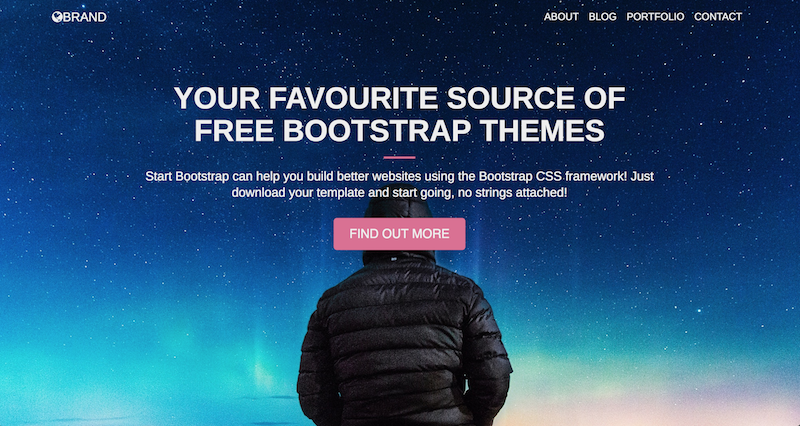 BRAND
ABOUT BLOG PORTFOLIO CONTACT
YOUR FAVOURITE SOURCE OF
FREE BOOTSTRAP THEMES
Start Bootstrap can help you build better websites using the Bootstrap CSS framework! Just
download your template and start going, no strings attached!
FIND OUT MORE